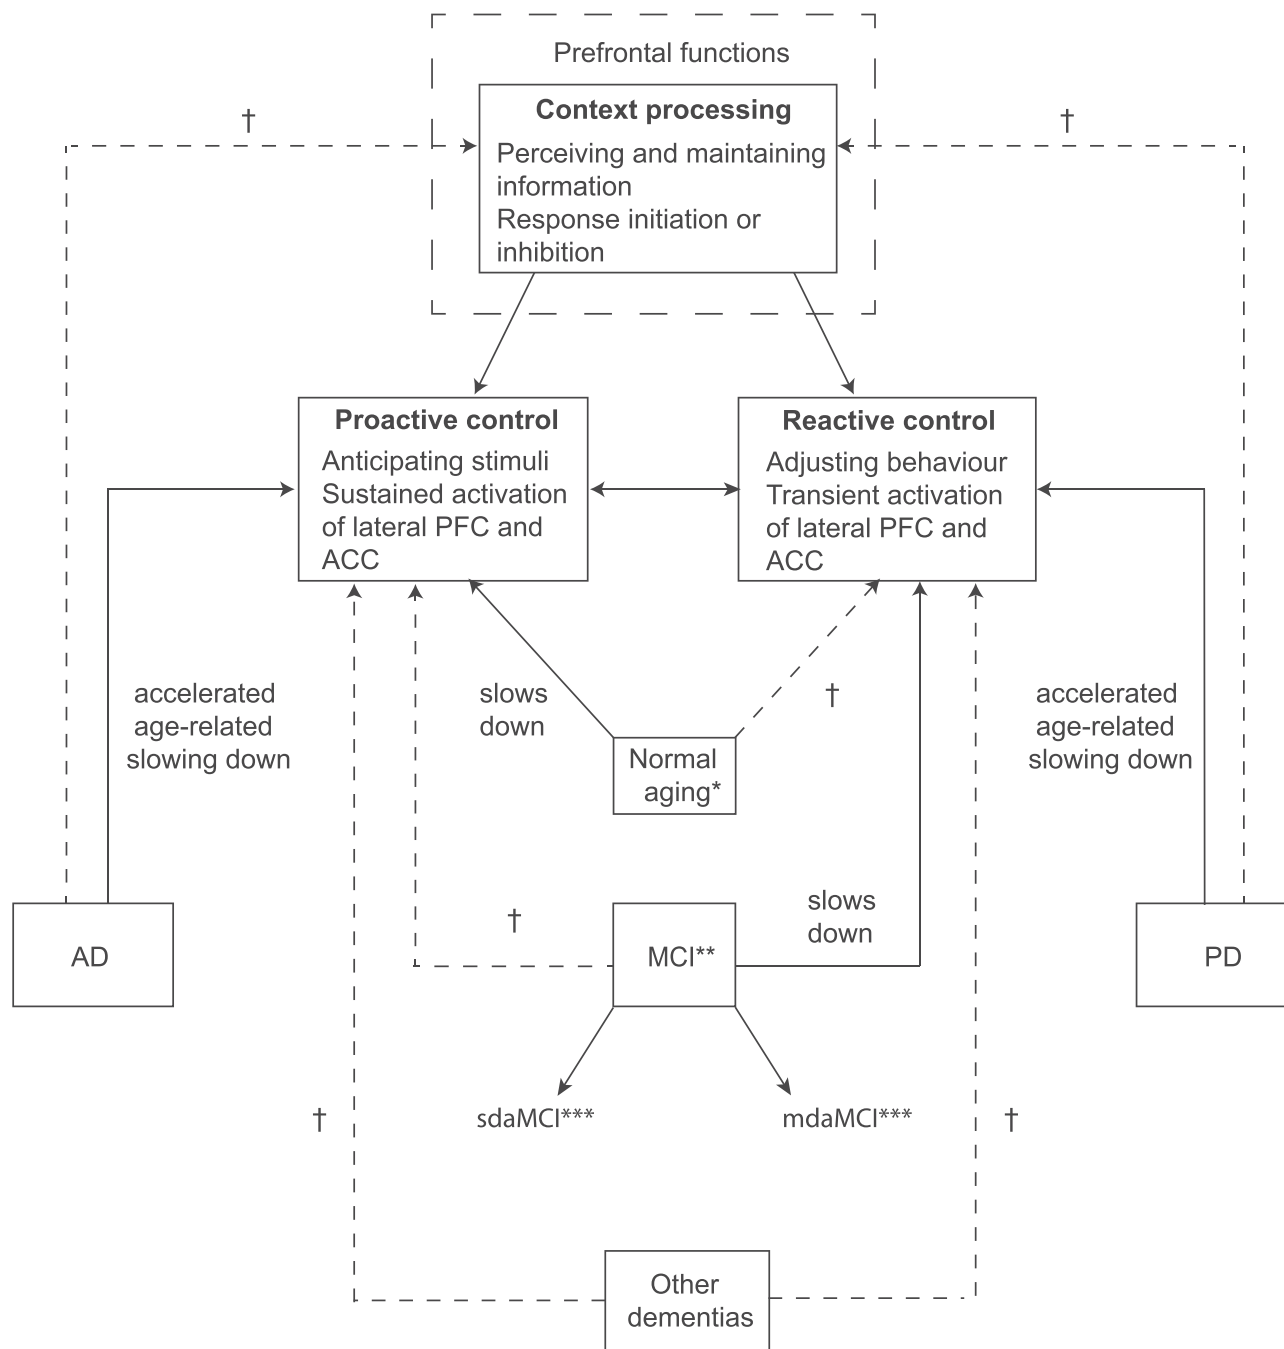 Prefrontal functions
Context processing
†
†
Perceiving and maintaining
information
Response initiation or
inhibition
Proactive control
Anticipating stimuli
Sustained activation
of lateral PFC and
ACC
Reactive control
Adjusting behaviour
Transient activation
of lateral PFC and
ACC
accelerated
age-related
slowing down
slows
down
†
accelerated
age-related
slowing down
Normal
aging*
AD
†
MCI**
slows
down
PD
†
sdaMCI***
mdaMCI***
†
Other
dementias